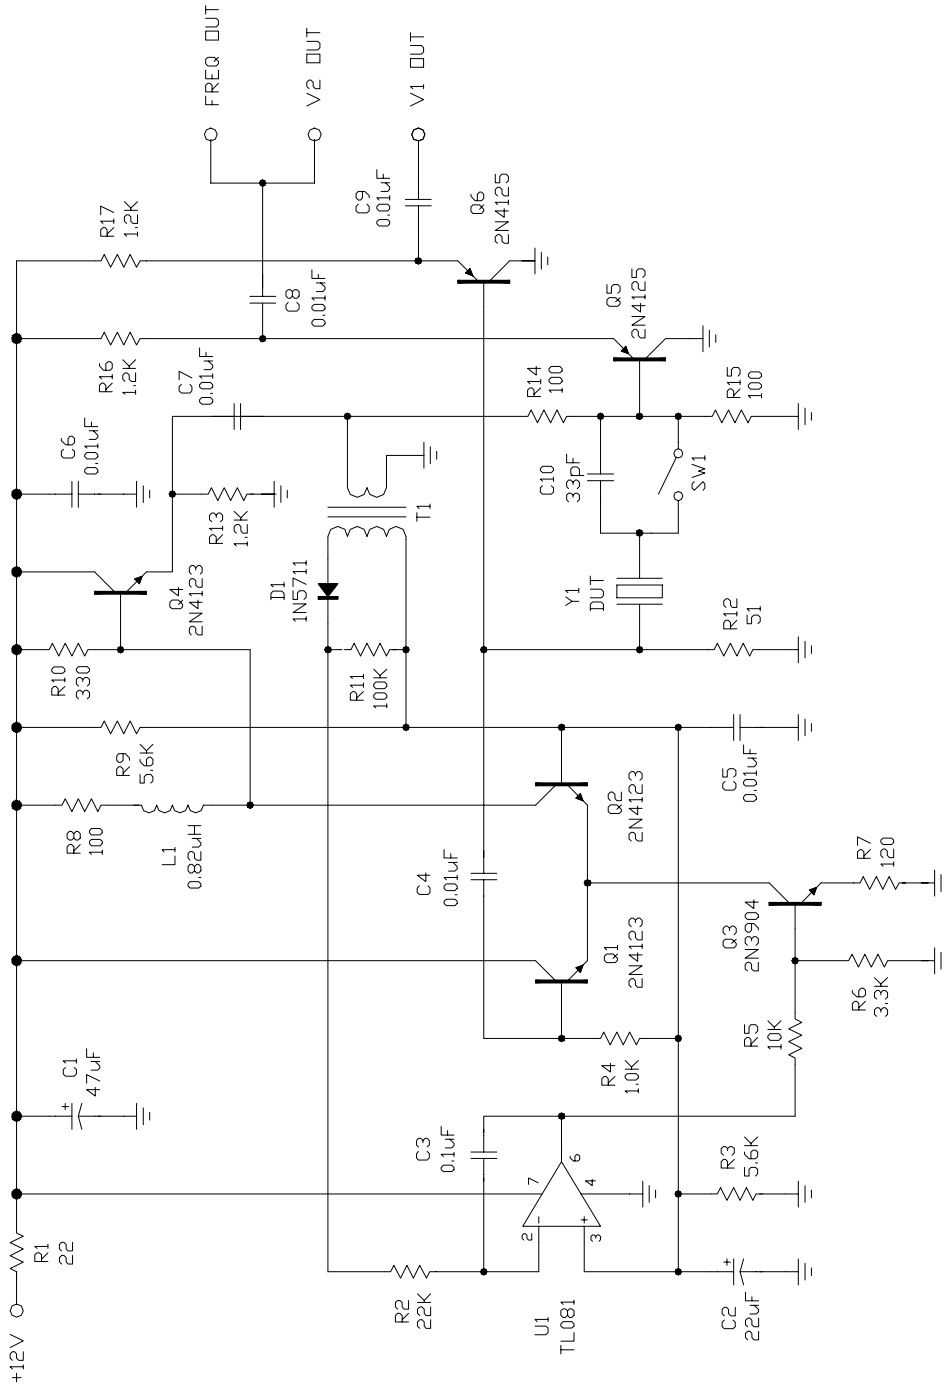 +12V
R1
22
C1
47uF
R8
100
L1
0.82uH
R9
5.6K
R10
330
Q4
2N4123
C6
0.01uF
R13
1.2K
C7
0.01uF
R16
1.2K
R17
1.2K
C8
0.01uF
FREQ OUT
V2 OUT
V1 OUT
C9
0.01uF
Q6
2N4125
D1
1N5711
T1
R11
100K
R2
22K
C3
0.1uF
U1
TL081
2
-
3
+
7
4
6
C4
0.01uF
Q1
2N4123
Q2
2N4123
R4
1.0K
C10
33pF
SW1
R14
100
Q5
2N4125
R15
100
Y1
DUT
R12
51
C2
+
22uF
R3
5.6K
R5
10K
R6
3.3K
Q3
2N3904
R7
120
C5
0.01uF
+